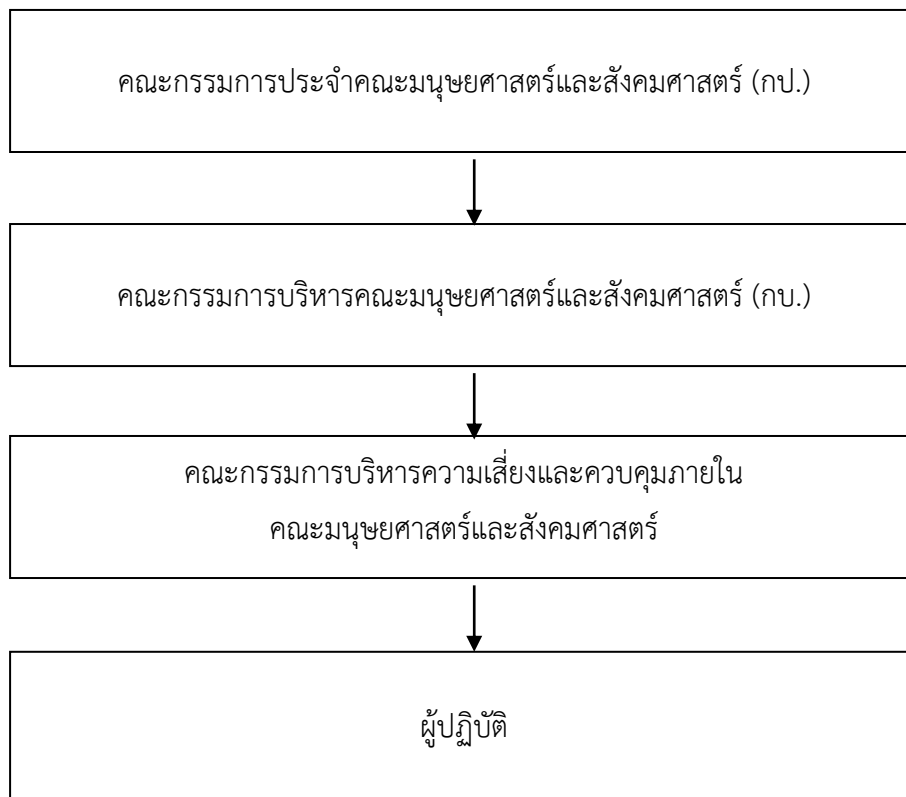 คณะกรรมการประจำคณะมนุษยศาสตร์และสังคมศาสตร์ (กป.)
คณะกรรมการบริหารคณะมนุษยศาสตร์และสังคมศาสตร์ (กบ.)
คณะกรรมการบริหารความเสี่ยงและควบคุมภายใน
คณะมนุษยศาสตร์และสังคมศาสตร์
ผู้ปฏิบัติ